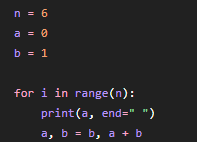 n = 6
a = 0
b = 1

for i in range(n):
    print(a, end=" ")
    a, b = b, a + b